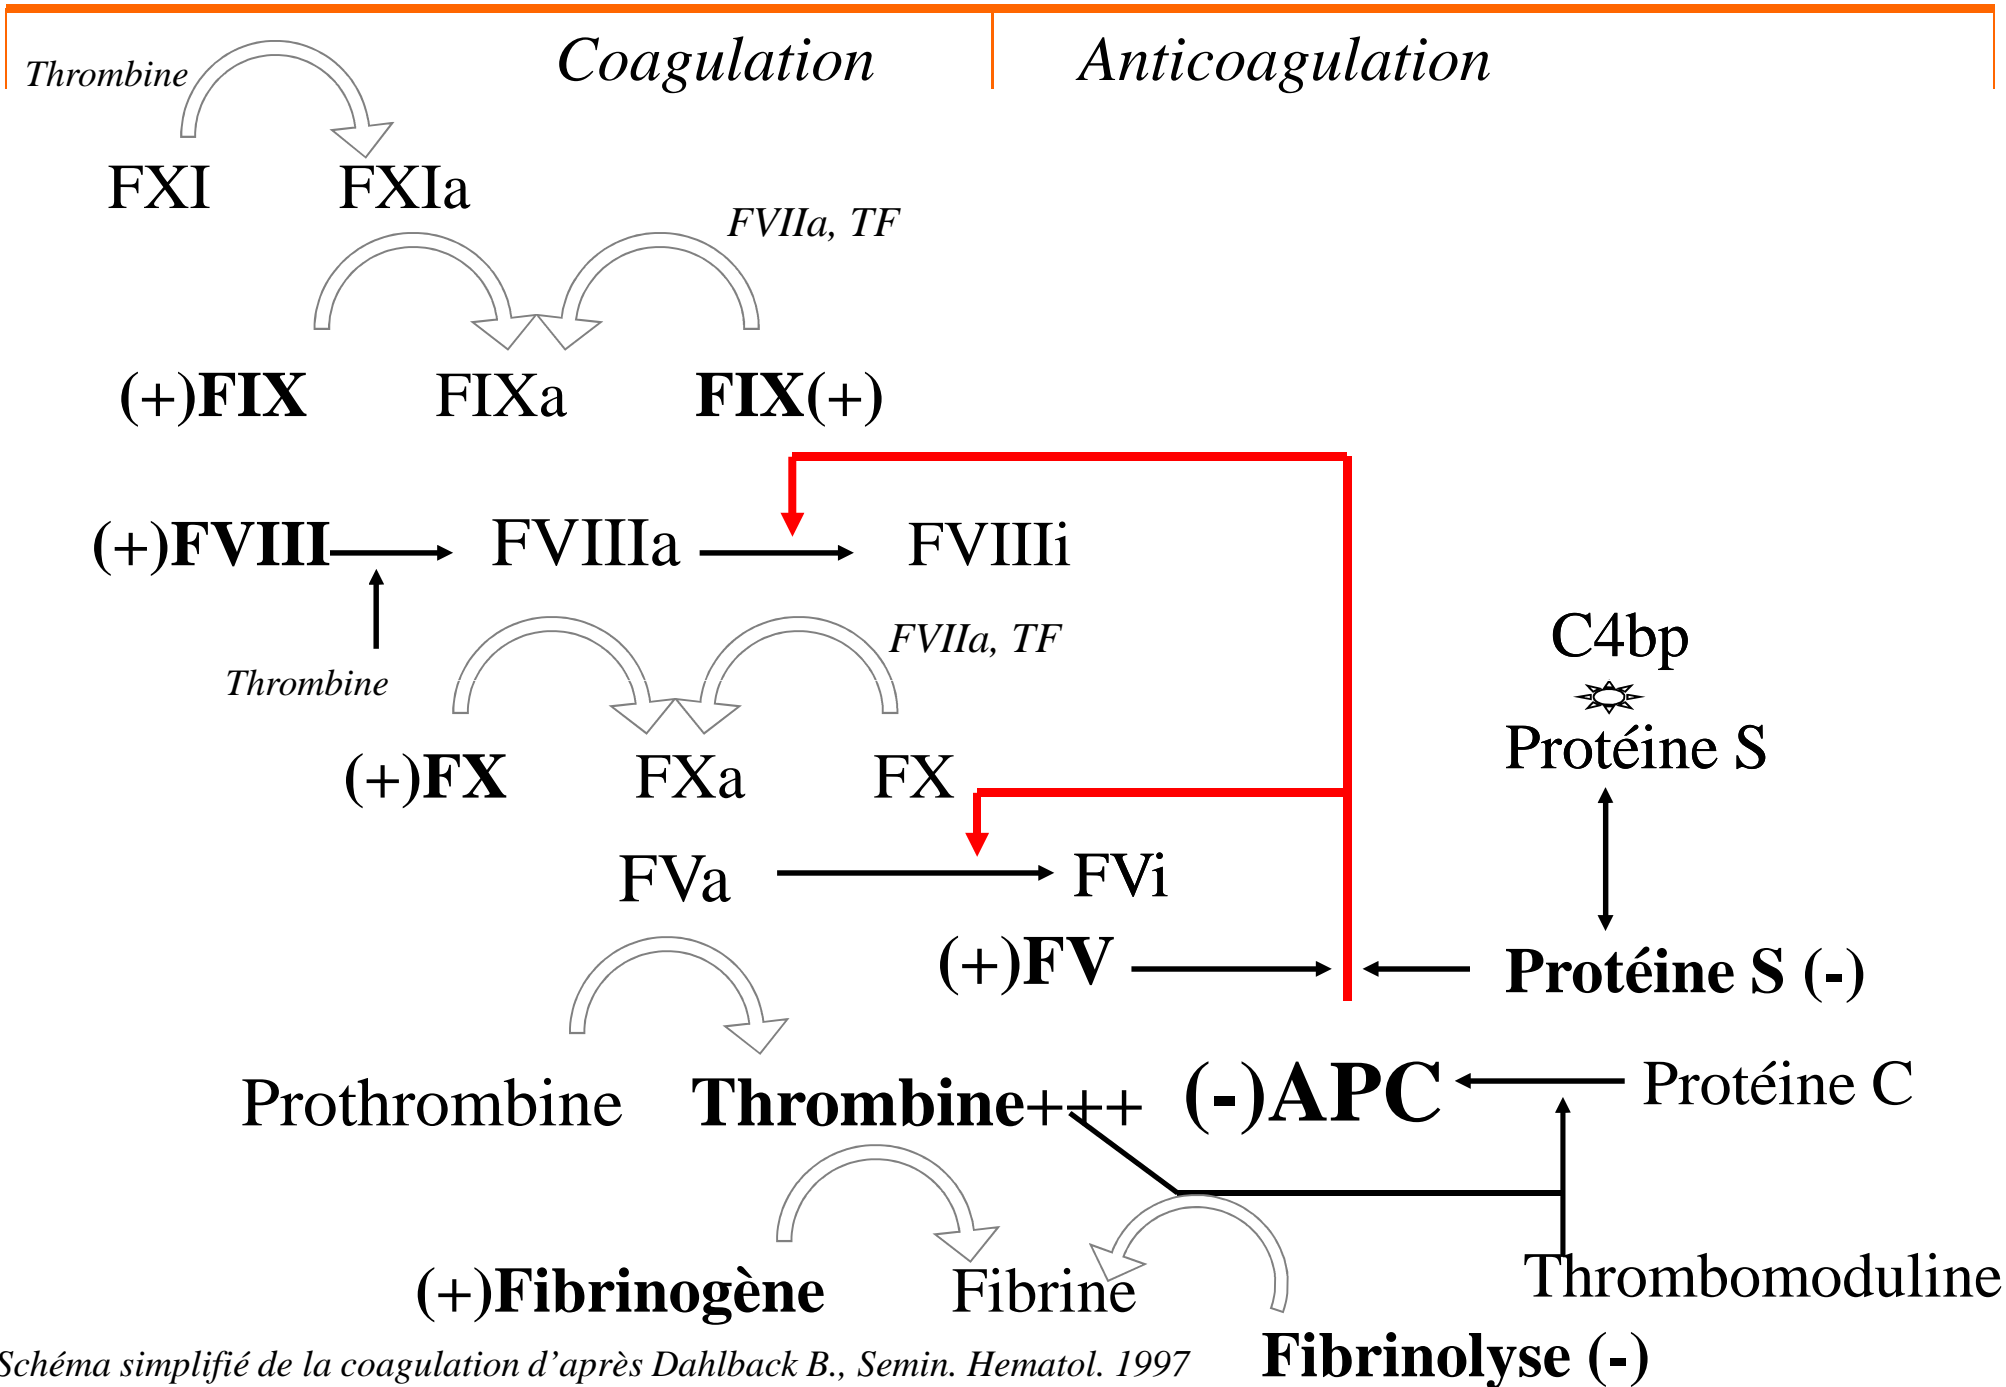 Coagulation Anticoagulation
Thrombine
FXI FXIa
FVIIa, TF
(+)FIX FIXa FIX(+)
(+)FVIII FVIIIa FVIIIi
FVIIa, TF
Thrombine
C4bp
Protéine S
(+)FX FXa FX
FVa FVi
(+)FV Protéine S (-)
Prothrombine Thrombine+++ (-)APC Protéine C
(+)Fibrinogène Fibrine Thrombomoduline
Fibrinolyse (-)
Schéma simplifié de la coagulation d'après Dahlback B., Semin. Hematol. 1997